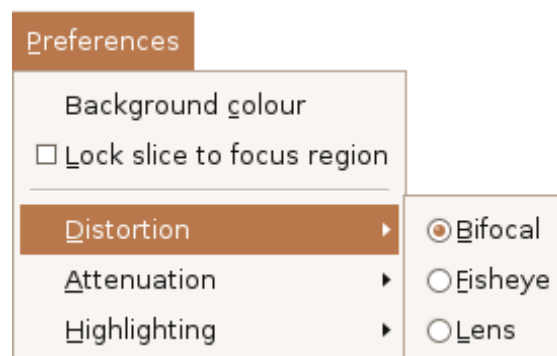 Preferences
Background colour
Lock slice to focus region
Distortion
Attenuation
Highlighting
Bifocal
Fisheye
Lens